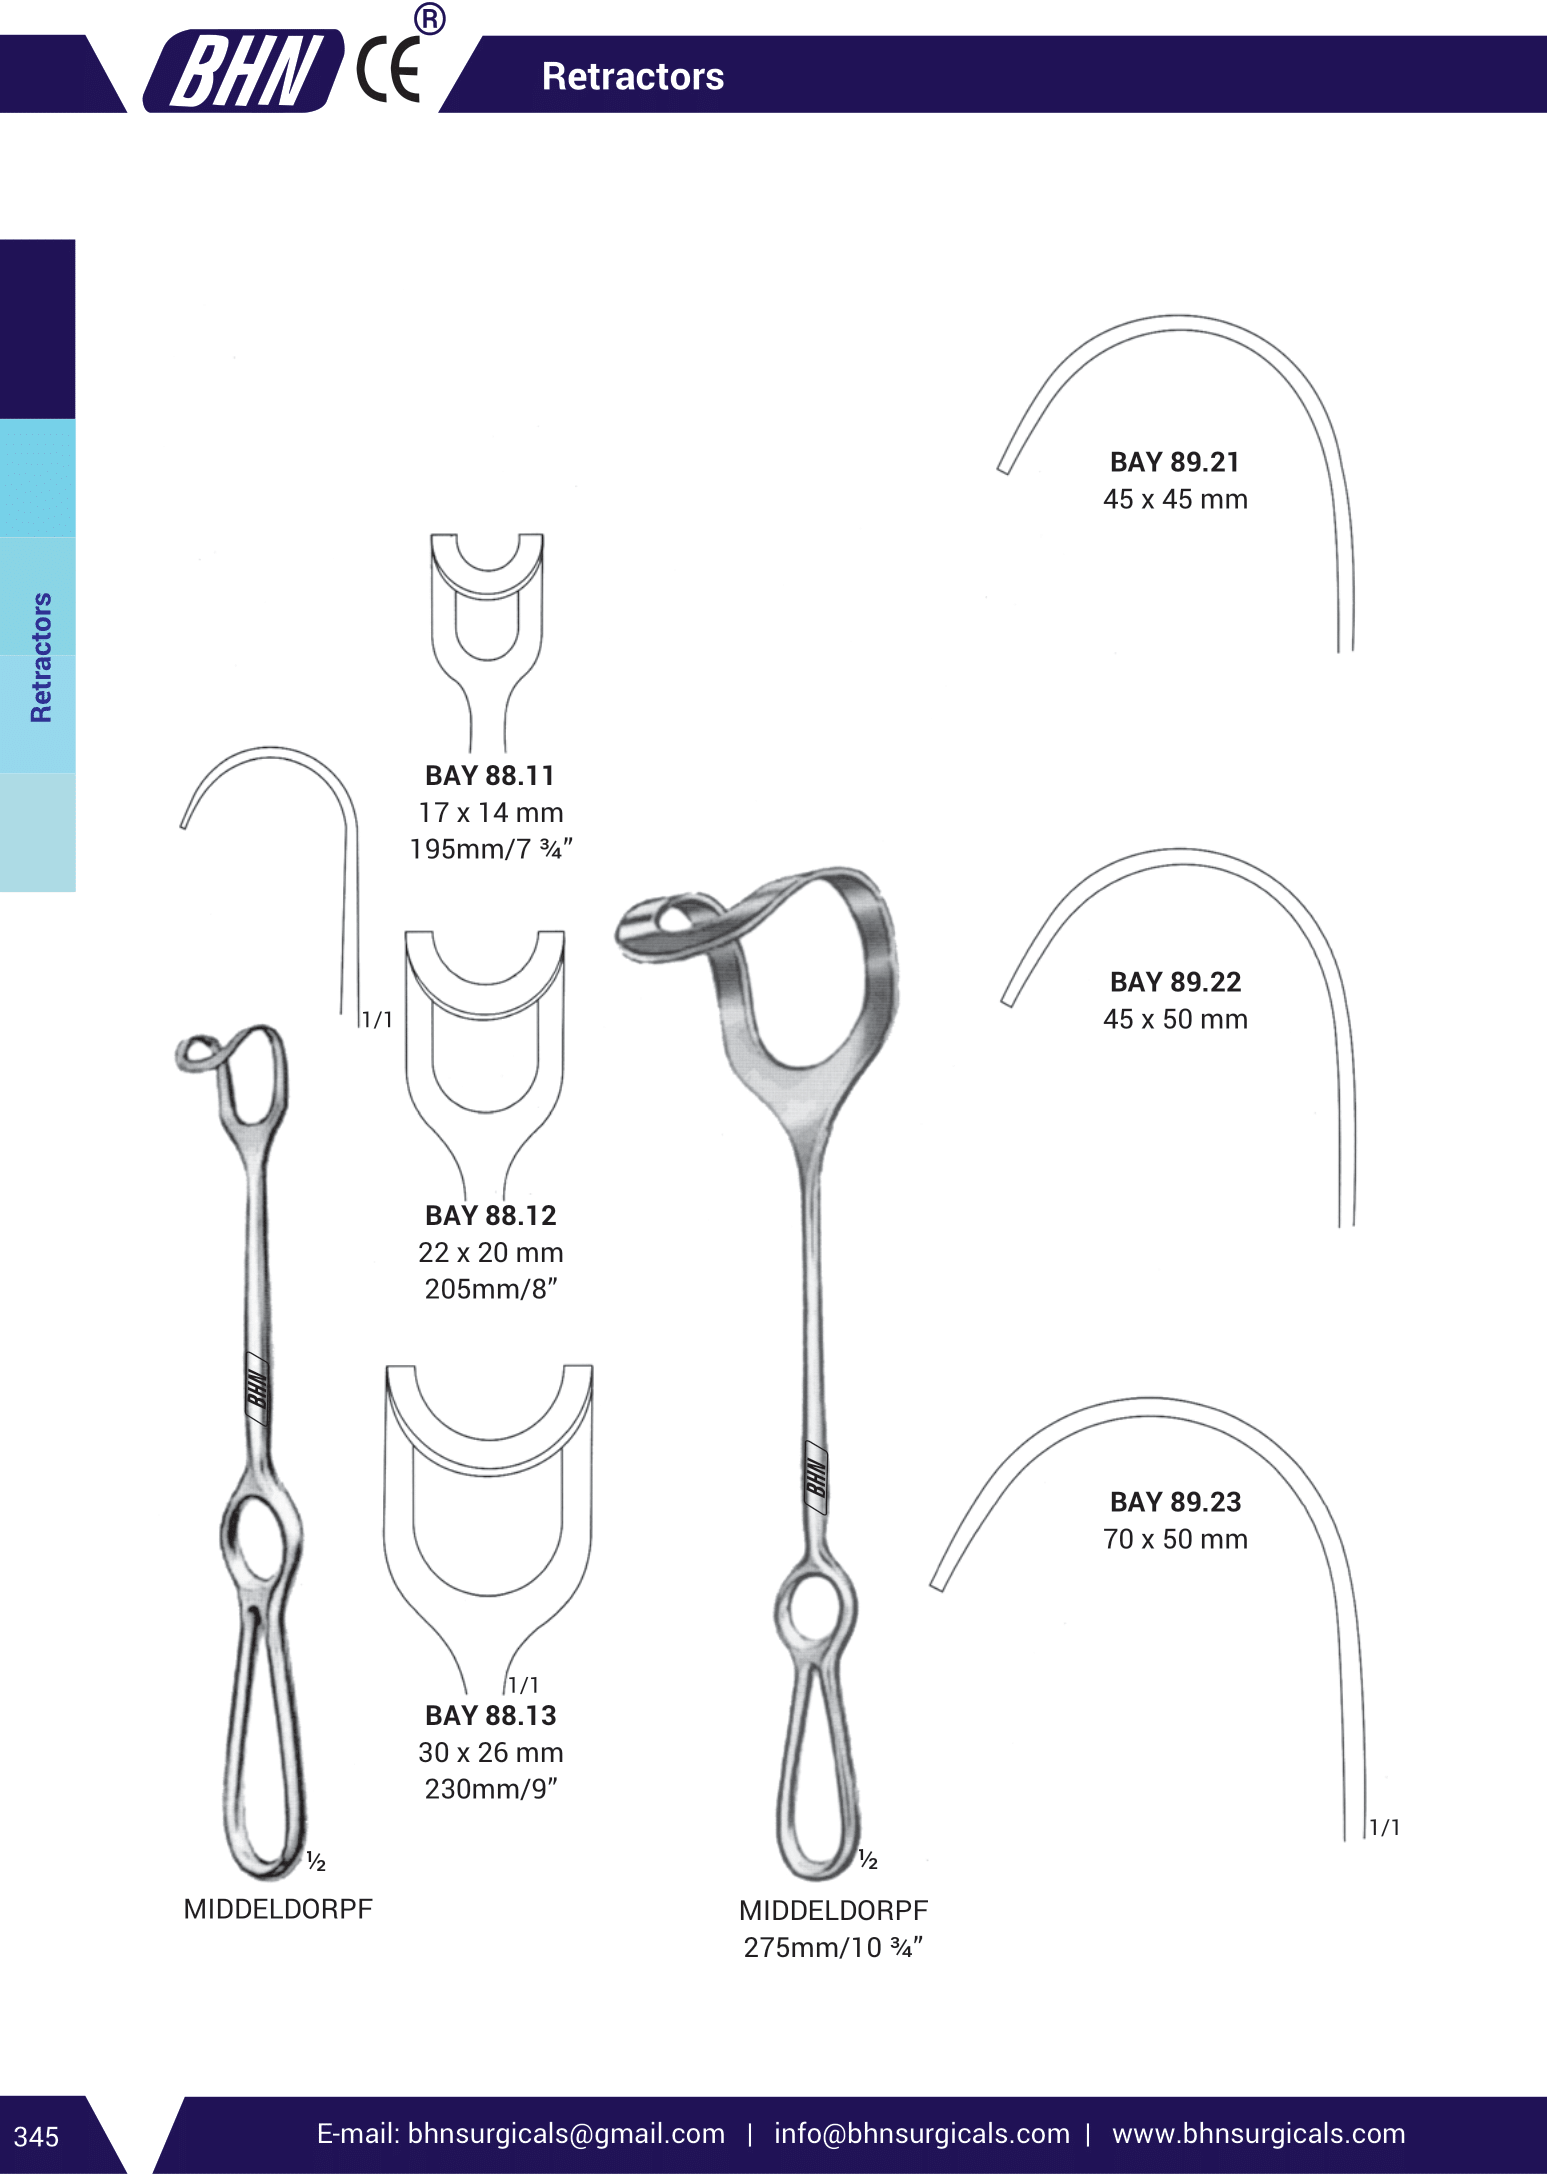 BHN CE ®
Retractors
Retractors
BAY 89.21
45 x 45 mm
BAY 88.11
17 x 14 mm
195mm/7 ¾”
1/1
BAY 89.22
45 x 50 mm
BAY 88.12
22 x 20 mm
205mm/8”
BHN
BHN
BAY 89.23
70 x 50 mm
1/1
BAY 88.13
30 x 26 mm
230mm/9”
1/1
½
½
MIDDELDORPF
MIDDELDORPF
275mm/10 ¾”
345
E-mail: bhnsurgicals@gmail.com | info@bhnsurgicals.com | www.bhnsurgicals.com